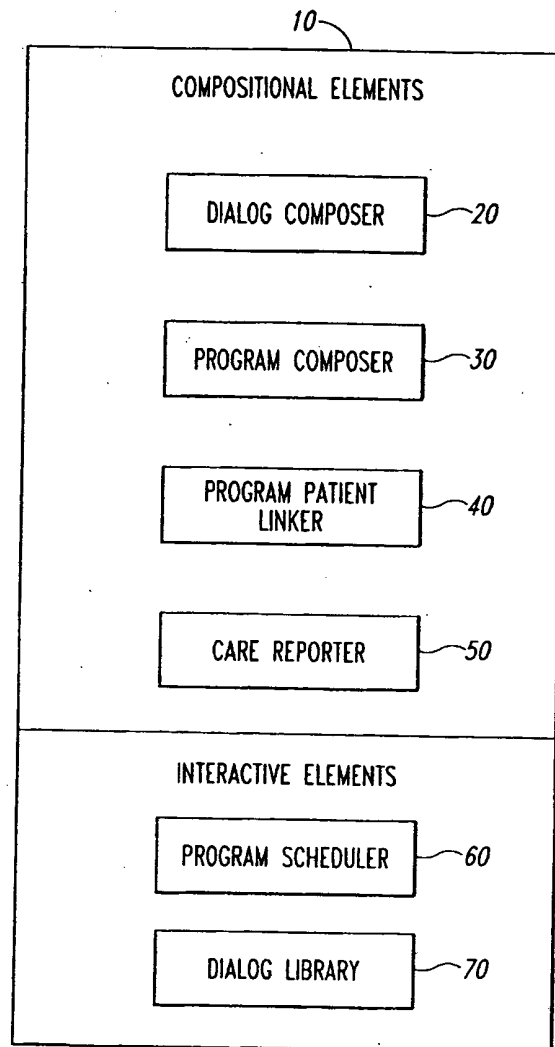 10
COMPOSITIONAL ELEMENTS
DIALOG COMPOSER
20
PROGRAM COMPOSER
30
PROGRAM PATIENT
LINKER
40
CARE REPORTER
50
INTERACTIVE ELEMENTS
PROGRAM SCHEDULER
60
DIALOG LIBRARY
70